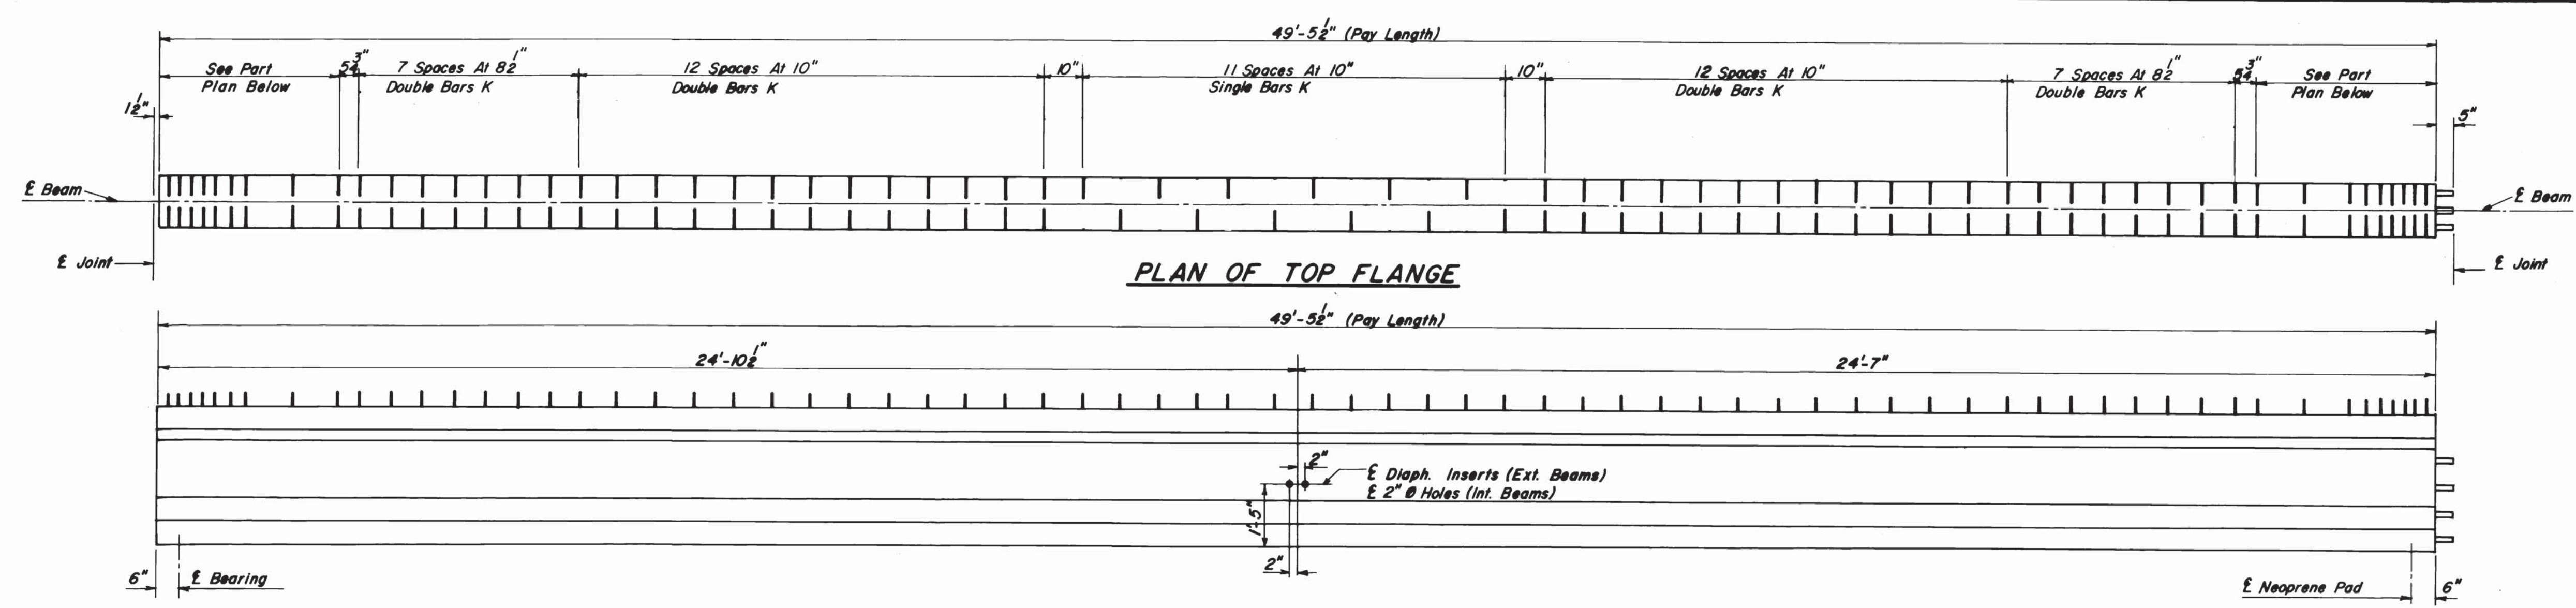 49'-5½" (Pay Length)
See Part
Plan Below
5¾"
7 Spaces At 8½"
Double Bars K
12 Spaces At 10"
Double Bars K
10"
11 Spaces At 10"
Single Bars K
10"
12 Spaces At 10"
Double Bars K
7 Spaces At 8½"
Double Bars K
5¾"
See Part
Plan Below
1½"
5"
℄ Beam
℄ Beam
℄ Joint
℄ Joint
PLAN OF TOP FLANGE
49'-5½" (Pay Length)
24'-10½"
24'-7"
2"
℄ Diaph. Inserts (Ext. Beams)
℄ 2" Ø Holes (Int. Beams)
1'-5"
2"
6"
℄ Bearing
℄ Neoprene Pad
6"